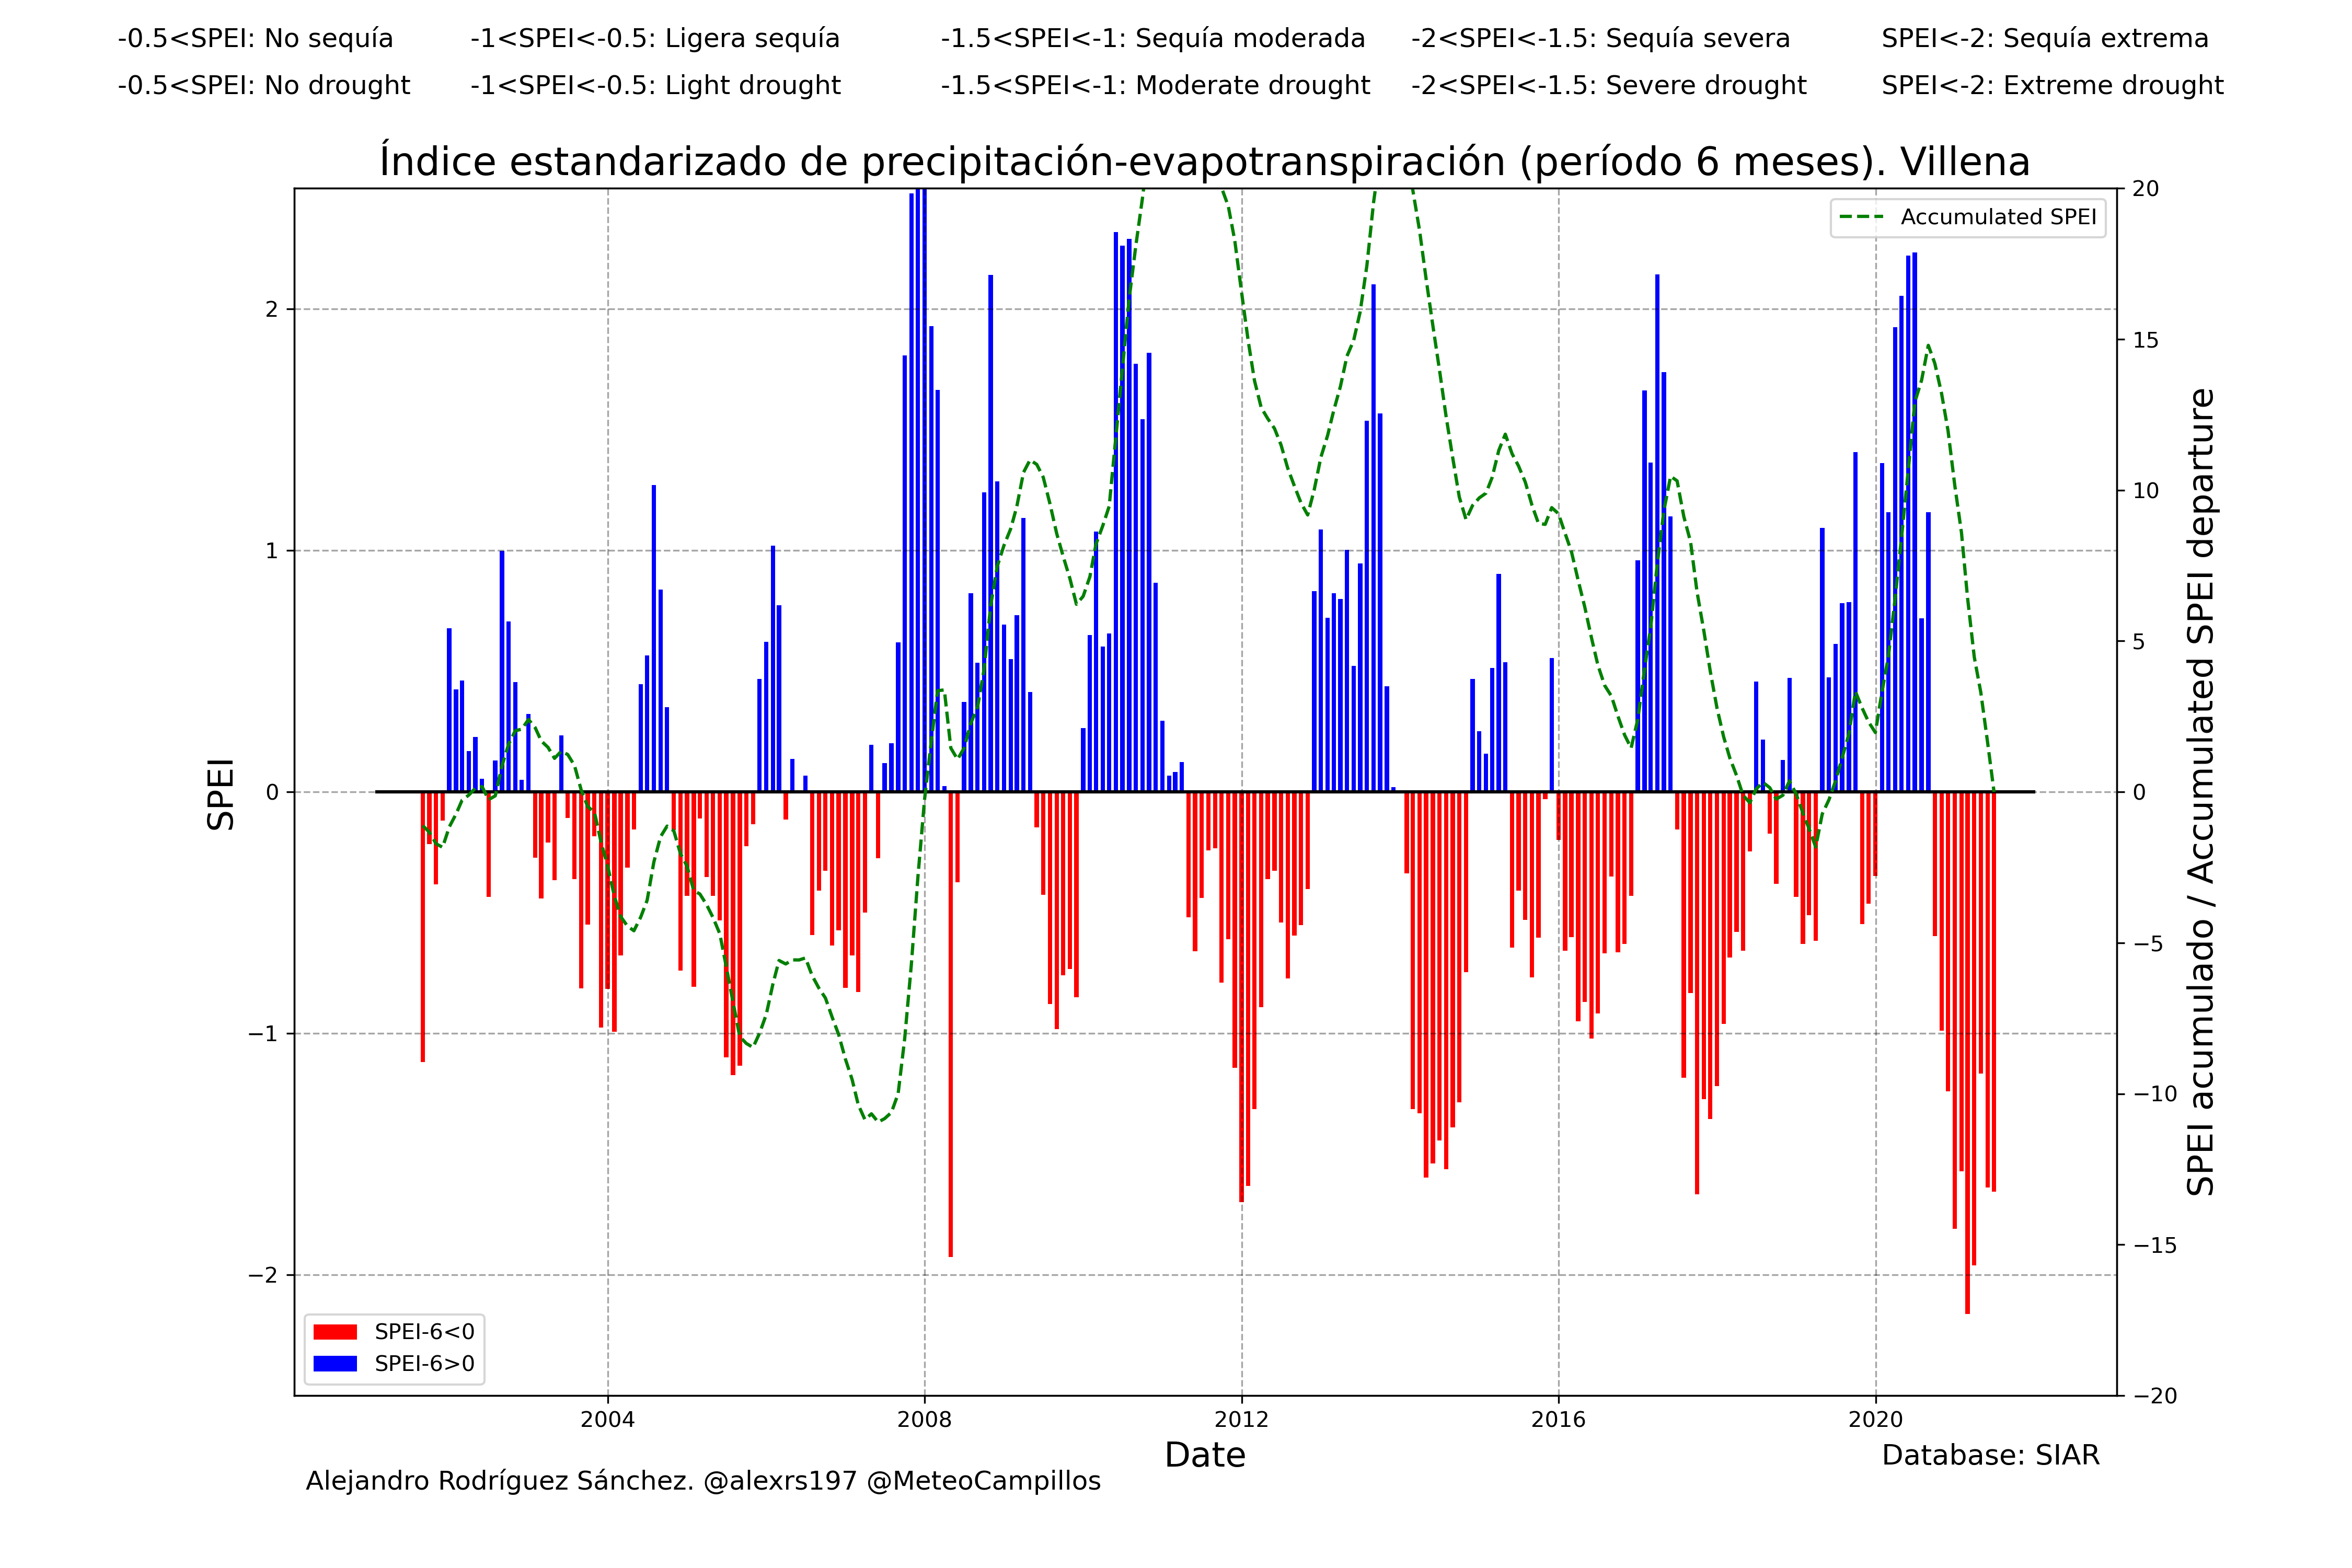 -0.5<SPEI: No sequía -1<SPEI<-0.5: Ligera sequía -1.5<SPEI<-1: Sequía moderada -2<SPEI<-1.5: Sequía severa SPEI<-2: Sequía extrema
-0.5<SPEI: No drought -1<SPEI<-0.5: Light drought -1.5<SPEI<-1: Moderate drought -2<SPEI<-1.5: Severe drought SPEI<-2: Extreme drought
Índice estandarizado de precipitación-evapotranspiración (período 6 meses). Villena
Accumulated SPEI
SPEI
2
1
0
−1
−2
20
15
10
5
0
−5
−10
−15
−20
SPEI acumulado / Accumulated SPEI departure
SPEI-6<0
SPEI-6>0
2004 2008 2012 2016 2020
Date
Database: SIAR
Alejandro Rodríguez Sánchez. @alexrs197 @MeteoCampillos